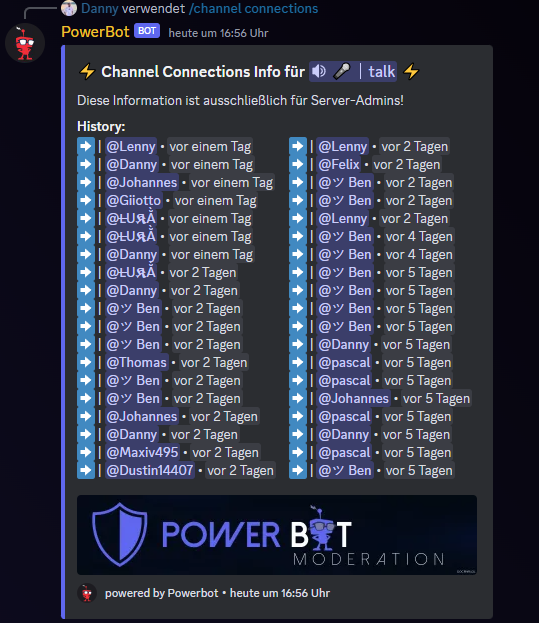 Danny verwendet /channel connections
PowerBot BOT heute um 16:56 Uhr
⚡ Channel Connections Info für 🔊 🎤 | talk ⚡
Diese Information ist ausschließlich für Server-Admins!
History:
➡️ | @Lenny • vor einem Tag
➡️ | @Danny • vor einem Tag
➡️ | @Johannes • vor einem Tag
➡️ | @Giiotto • vor einem Tag
➡️ | @ⱠUЯĂ • vor einem Tag
➡️ | @ⱠUЯĂ • vor einem Tag
➡️ | @Danny • vor einem Tag
➡️ | @ⱠUЯĂ • vor 2 Tagen
➡️ | @Danny • vor 2 Tagen
➡️ | @ツ Ben • vor 2 Tagen
➡️ | @ツ Ben • vor 2 Tagen
➡️ | @ツ Ben • vor 2 Tagen
➡️ | @Thomas • vor 2 Tagen
➡️ | @ツ Ben • vor 2 Tagen
➡️ | @ツ Ben • vor 2 Tagen
➡️ | @Johannes • vor 2 Tagen
➡️ | @Danny • vor 2 Tagen
➡️ | @Maxiv495 • vor 2 Tagen
➡️ | @Dustin14407 • vor 2 Tagen
➡️ | @Lenny • vor 2 Tagen
➡️ | @Felix • vor 2 Tagen
➡️ | @ツ Ben • vor 2 Tagen
➡️ | @ツ Ben • vor 2 Tagen
➡️ | @Lenny • vor 2 Tagen
➡️ | @ツ Ben • vor 4 Tagen
➡️ | @ツ Ben • vor 4 Tagen
➡️ | @ツ Ben • vor 5 Tagen
➡️ | @ツ Ben • vor 5 Tagen
➡️ | @ツ Ben • vor 5 Tagen
➡️ | @ツ Ben • vor 5 Tagen
➡️ | @Danny • vor 5 Tagen
➡️ | @pascal • vor 5 Tagen
➡️ | @pascal • vor 5 Tagen
➡️ | @Johannes • vor 5 Tagen
➡️ | @pascal • vor 5 Tagen
➡️ | @Danny • vor 5 Tagen
➡️ | @pascal • vor 5 Tagen
➡️ | @ツ Ben • vor 5 Tagen
POWER BOT
MODERATION
powered by Powerbot • heute um 16:56 Uhr